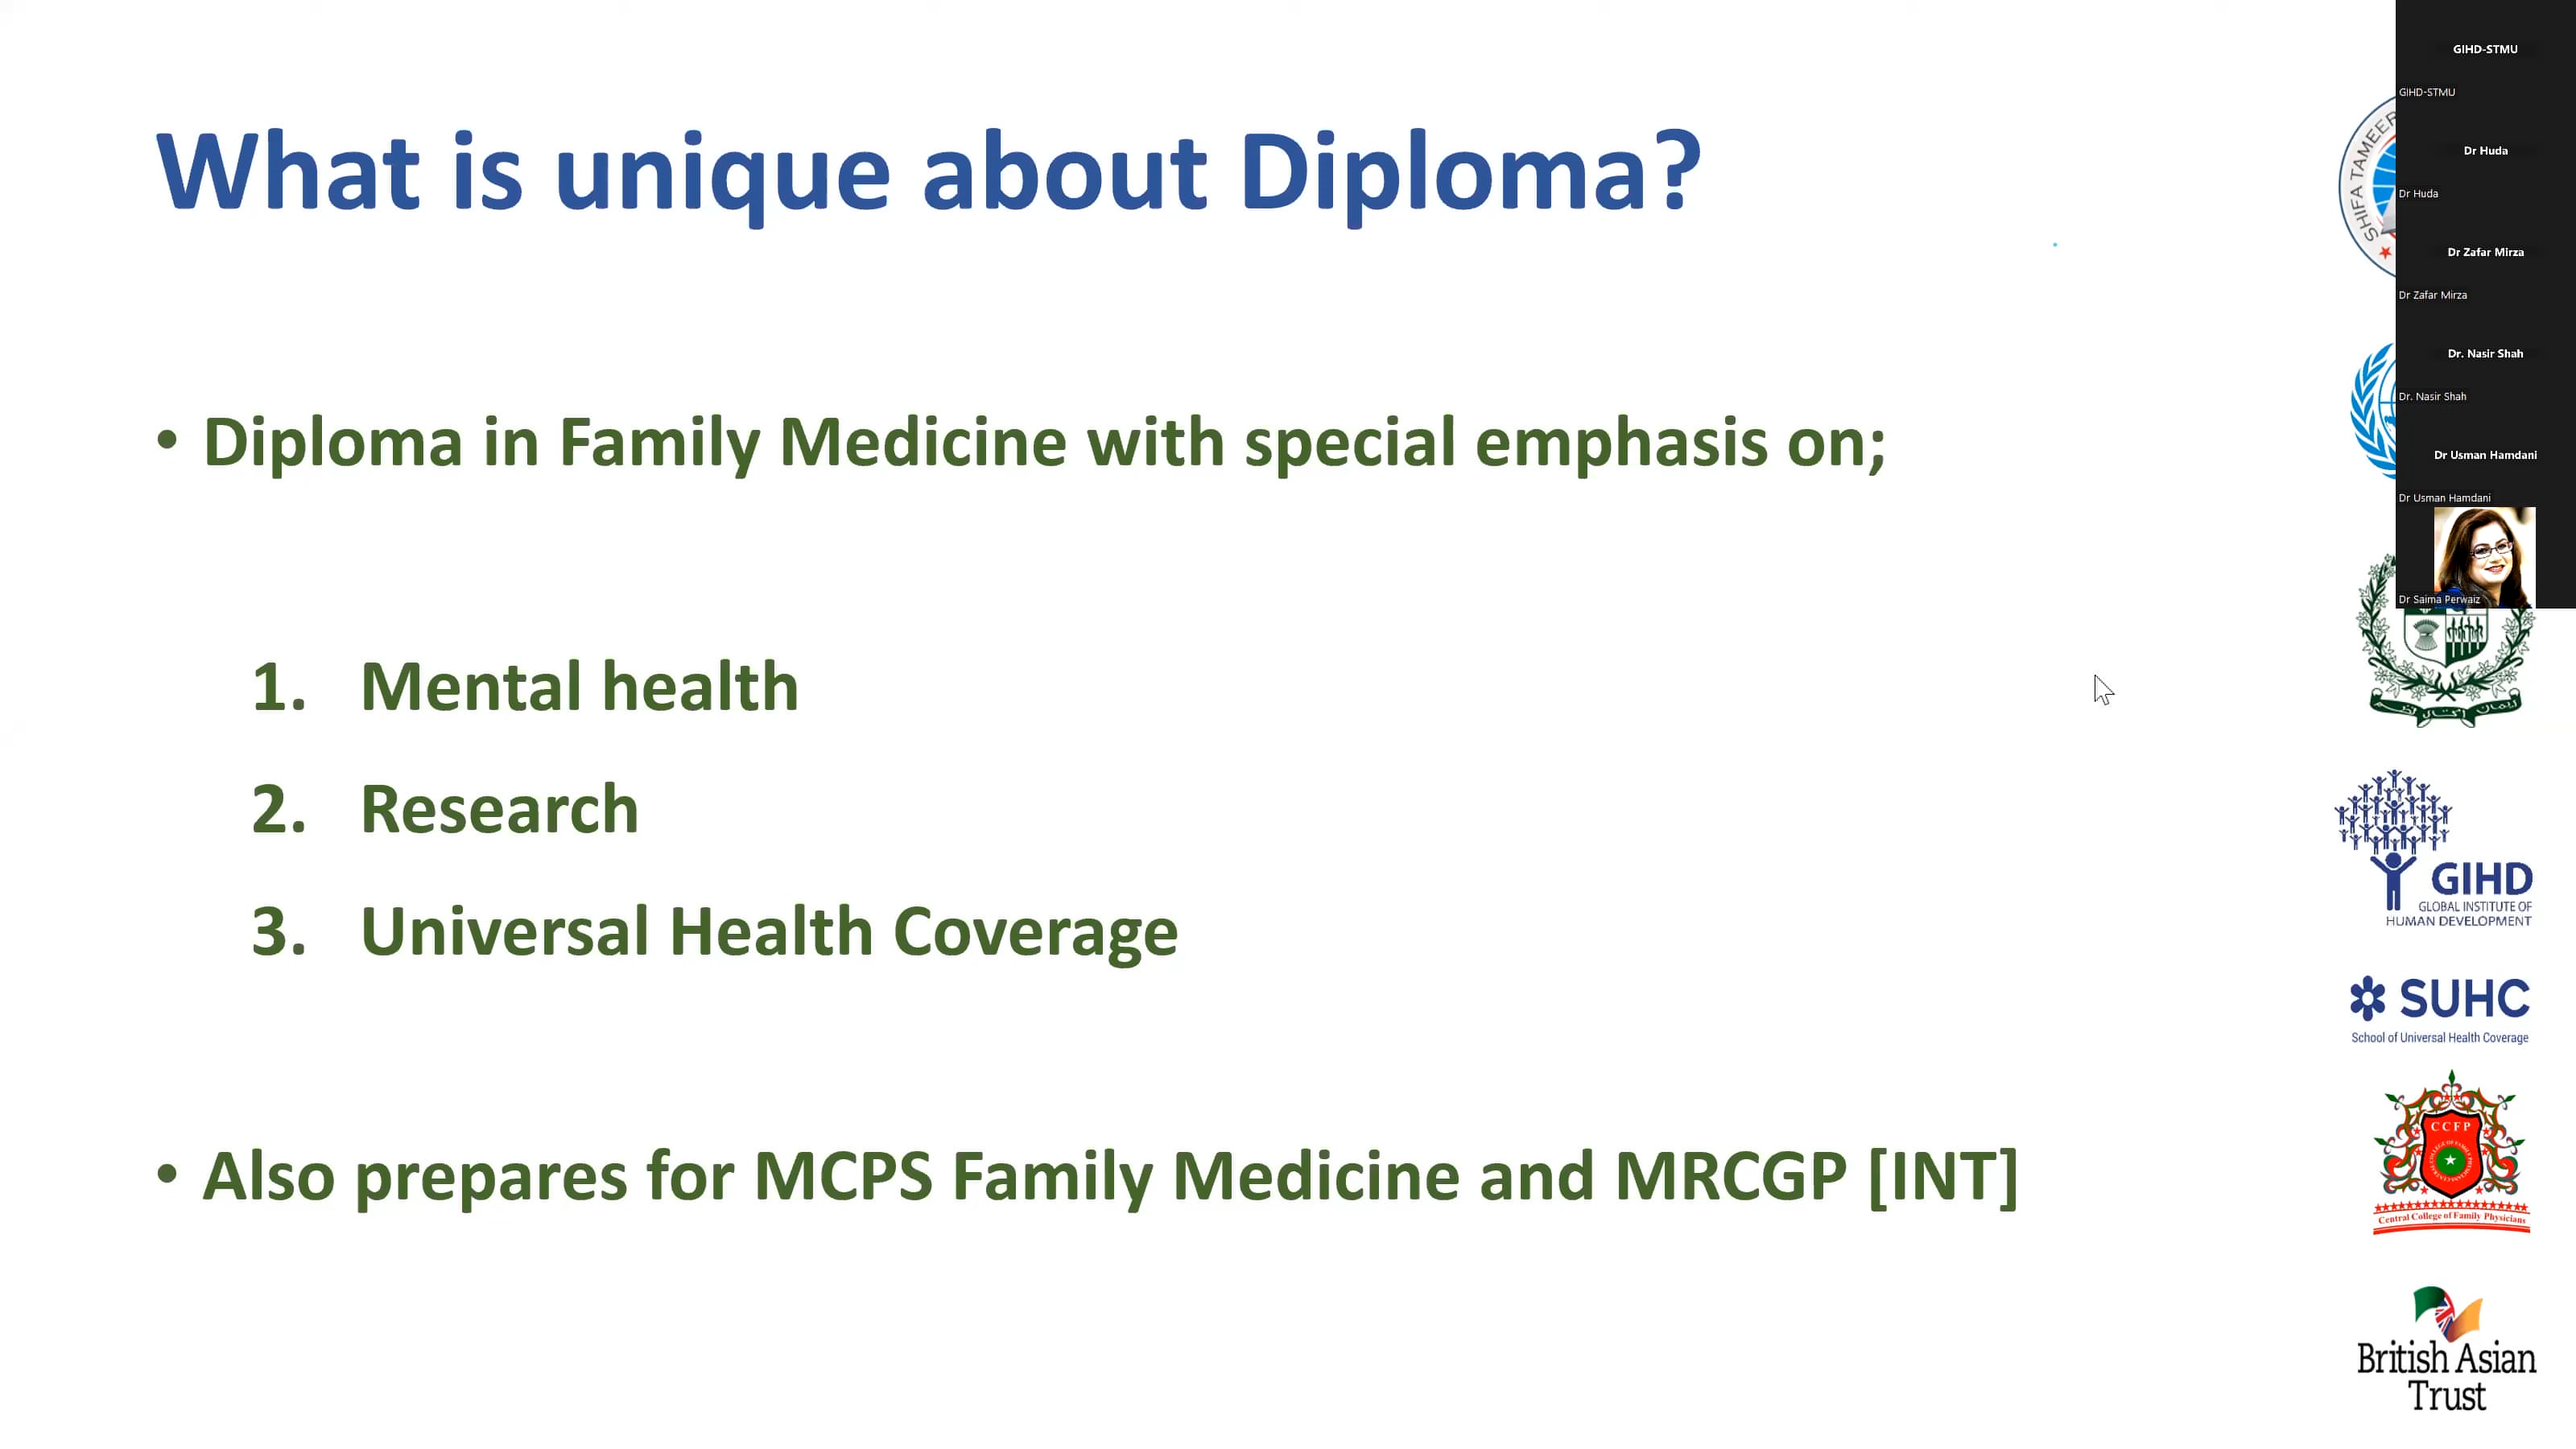 What is unique about Diploma?
• Diploma in Family Medicine with special emphasis on;
1. Mental health
2. Research
3. Universal Health Coverage
• Also prepares for MCPS Family Medicine and MRCGP [INT]
GIHD-STMU
GIHD-STMU
Dr Huda
Dr Huda
Dr Zafar Mirza
Dr Zafar Mirza
Dr. Nasir Shah
Dr. Nasir Shah
Dr Usman Hamdani
Dr Usman Hamdani
Dr Saima Perwaiz
SHIFA TAMEER
GIHD
GLOBAL INSTITUTE OF
HUMAN DEVELOPMENT
SUHC
School of Universal Health Coverage
CCFP
Central College of Family Physicians
British Asian
Trust